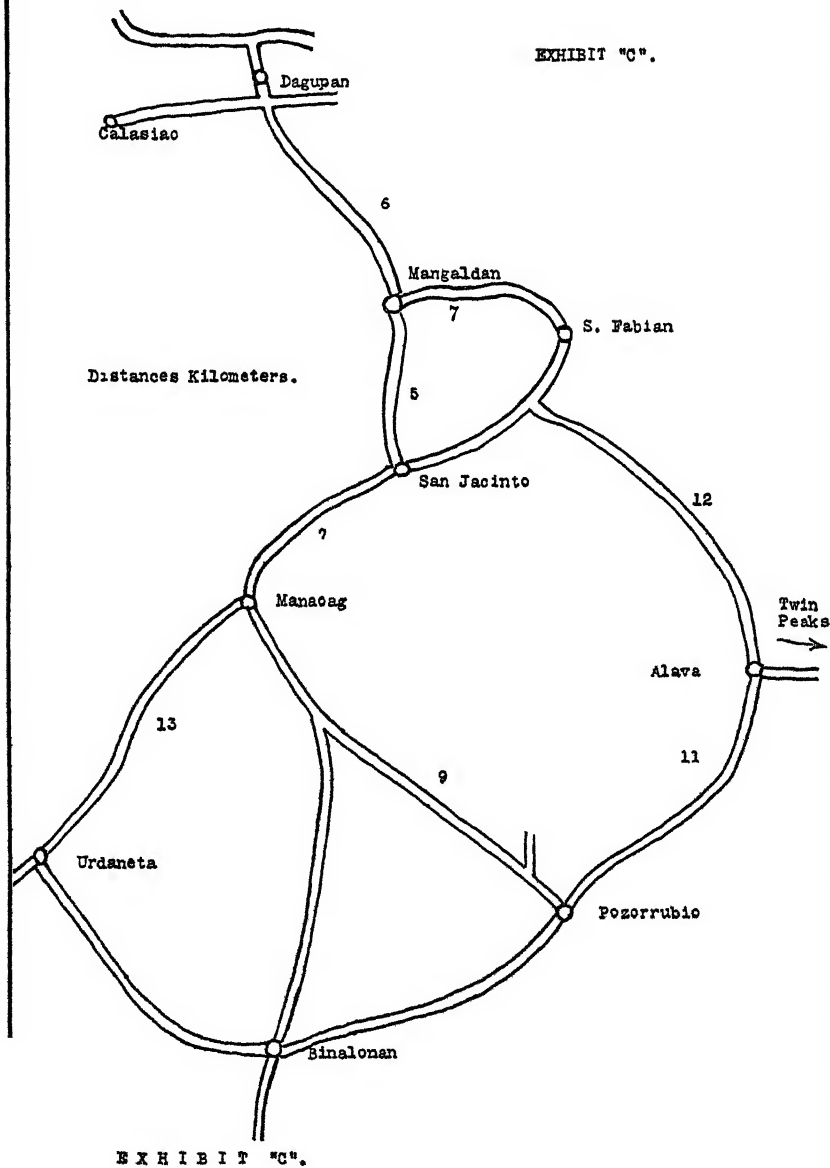 EXHIBIT "C".
Dagupan
Calasiao
6
Mangaldan
7
S. Fabian
Distances Kilometers.
5
San Jacinto
12
7
Manaoag
Twin
Peaks
Alava
13
11
9
Urdaneta
Pozorrubio
Binalonan
EXHIBIT "C".